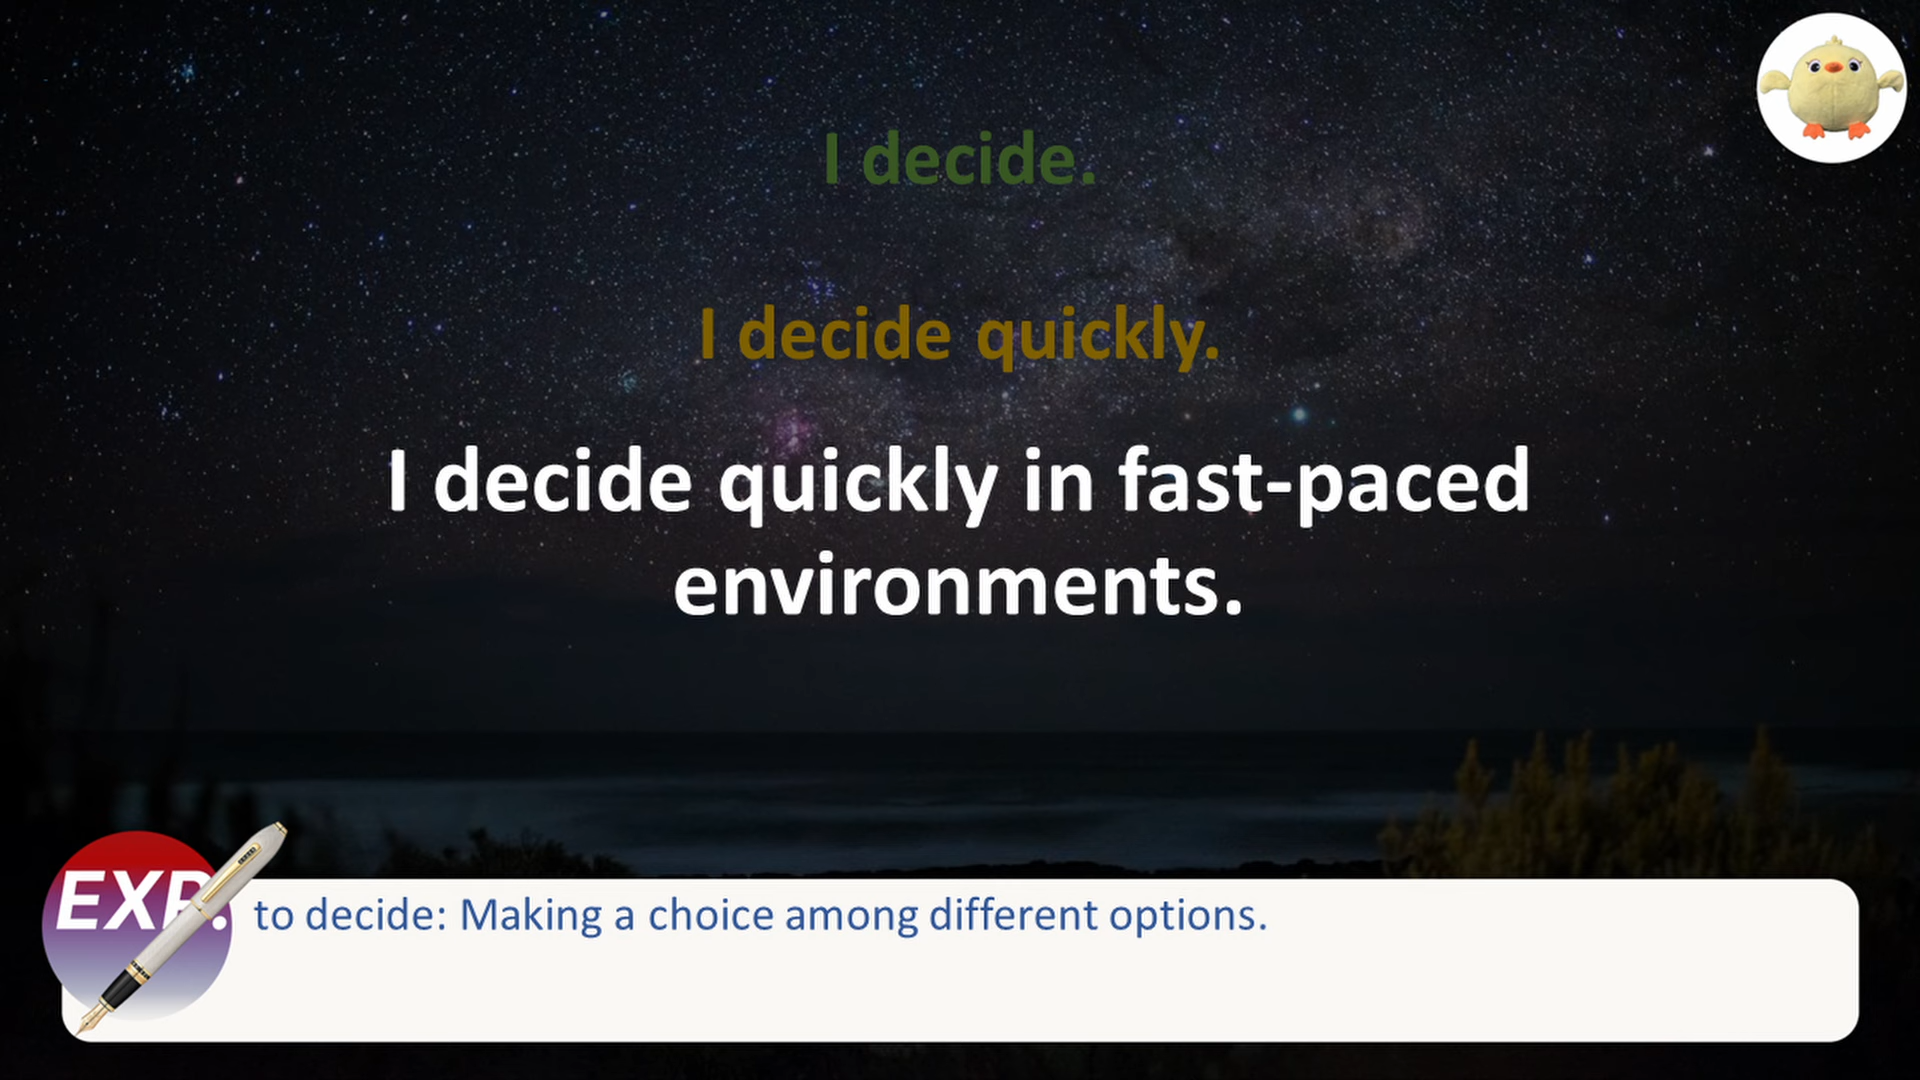 I decide.
I decide quickly.
I decide quickly in fast-paced
environments.
EXP.
to decide: Making a choice among different options.